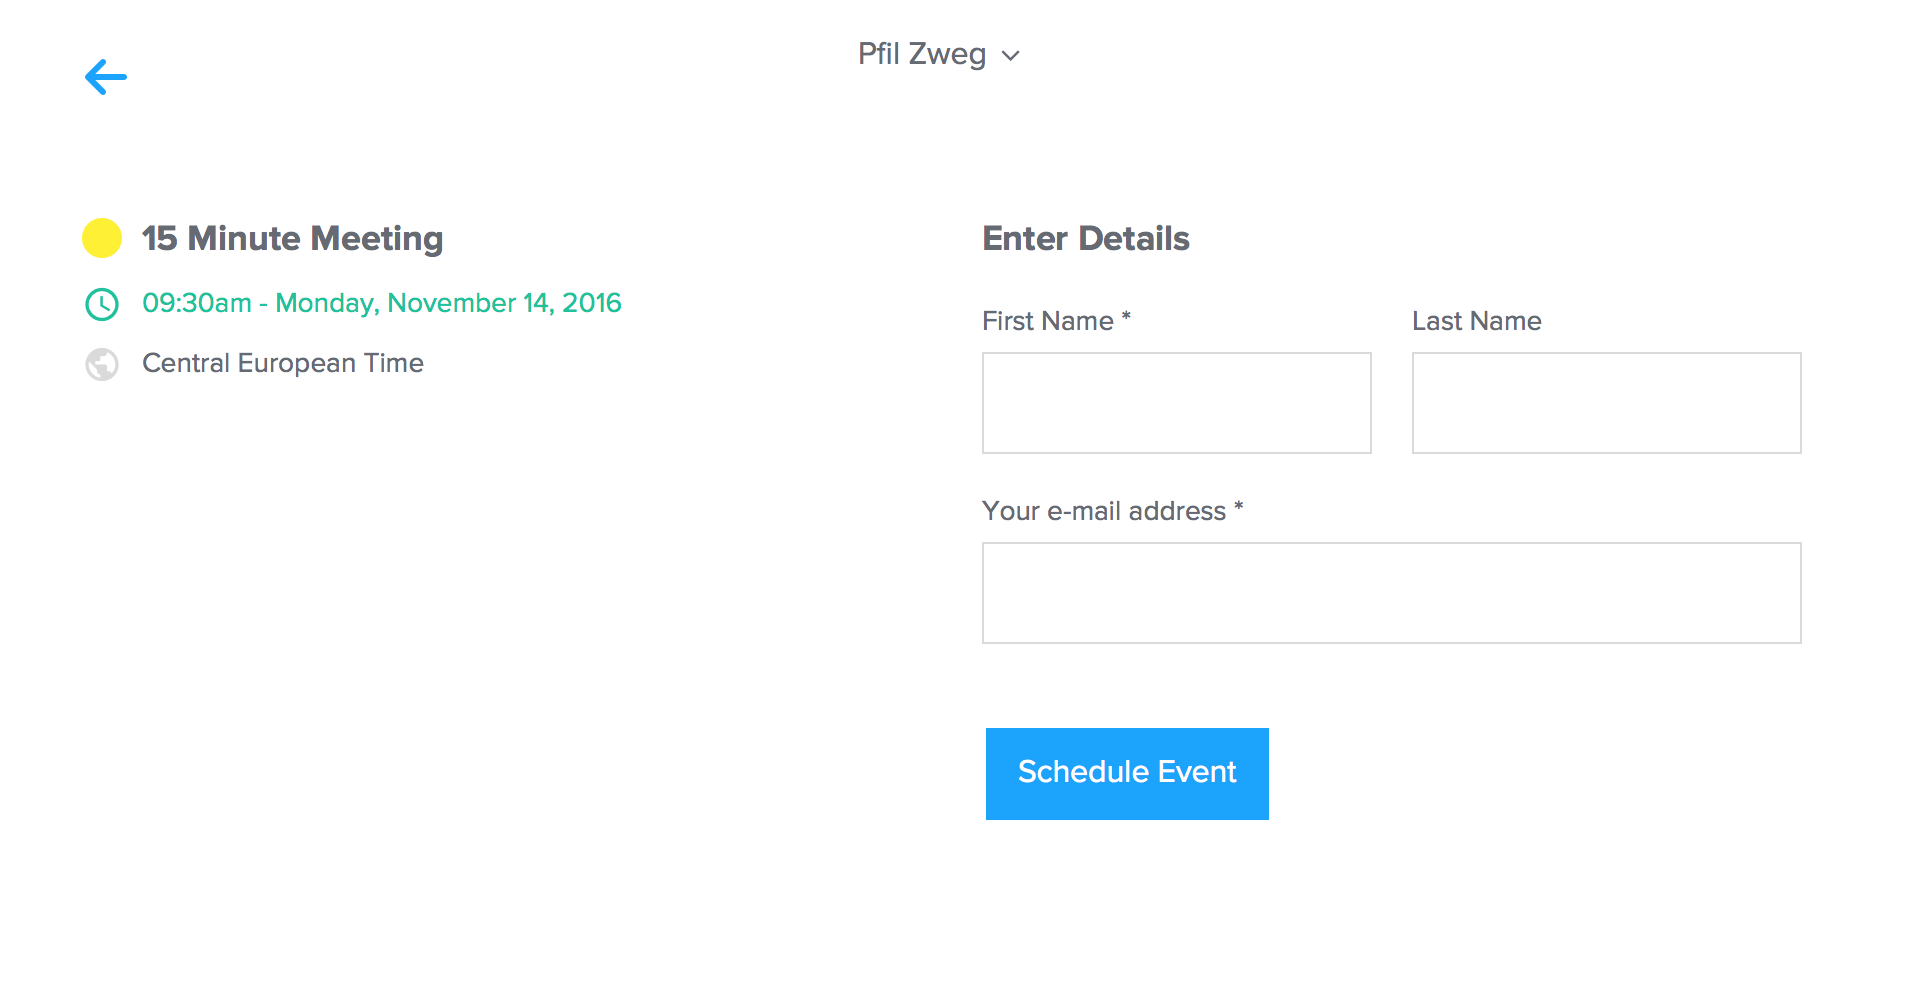 Pfil Zweg
15 Minute Meeting
09:30am - Monday, November 14, 2016
Central European Time
Enter Details
First Name *
Last Name
Your e-mail address *
Schedule Event